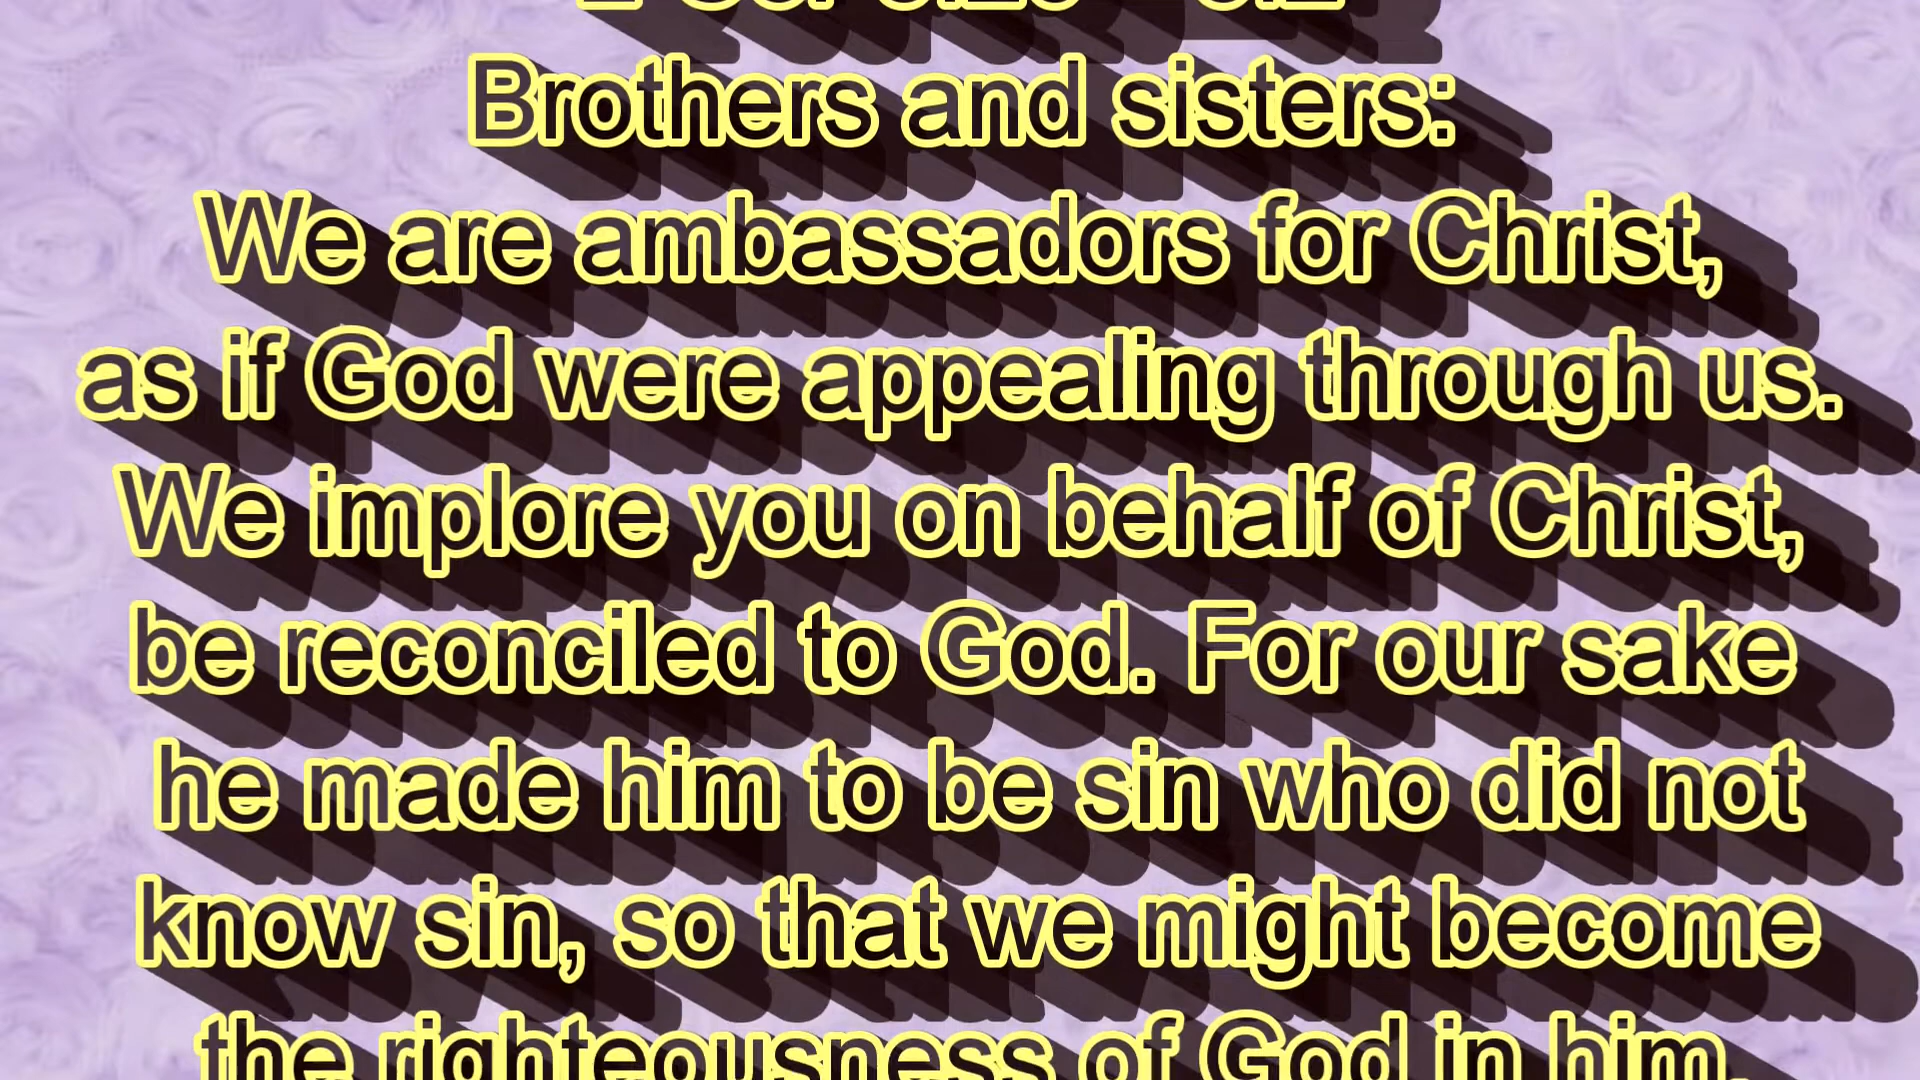 Brothers and sisters:
We are ambassadors for Christ,
as if God were appealing through us.
We implore you on behalf of Christ,
be reconciled to God. For our sake
he made him to be sin who did not
know sin, so that we might become
the righteousness of God in him.